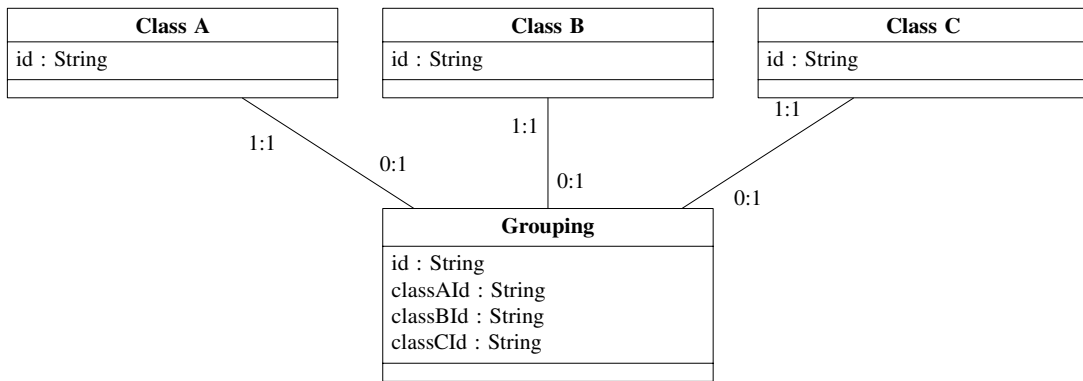 Class A
id : String
Class B
id : String
Class C
id : String
1:1
0:1
1:1
0:1
1:1
0:1
Grouping
id : String
classAId : String
classBId : String
classCId : String